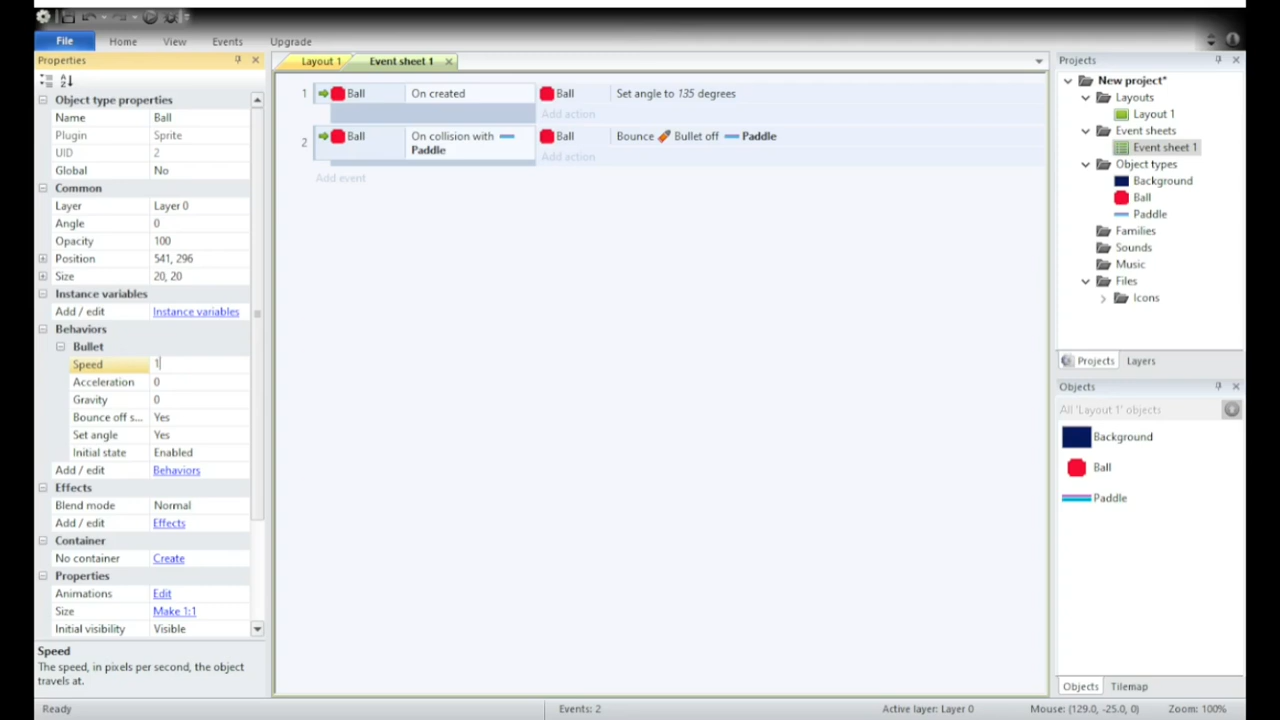 File Home View Events Upgrade
Properties
Object type properties
Name Ball
Plugin Sprite
UID 2
Global No
Common
Layer Layer 0
Angle 0
Opacity 100
Position 541, 296
Size 20, 20
Instance variables
Add / edit Instance variables
Behaviors
Bullet
Speed 1
Acceleration 0
Gravity 0
Bounce off s... Yes
Set angle Yes
Initial state Enabled
Add / edit Behaviors
Effects
Blend mode Normal
Add / edit Effects
Container
No container Create
Properties
Animations Edit
Size Make 1:1
Initial visibility Visible
Speed
The speed, in pixels per second, the object
travels at.
Layout 1 Event sheet 1
1 Ball On created Ball Set angle to 135 degrees
Add action
2 Ball On collision with Paddle Ball Bounce Bullet off Paddle
Add action
Add event
Projects
New project*
Layouts
Layout 1
Event sheets
Event sheet 1
Object types
Background
Ball
Paddle
Families
Sounds
Music
Files
Icons
Projects Layers
Objects
All 'Layout 1' objects
Background
Ball
Paddle
Objects Tilemap
Ready Events: 2 Active layer: Layer 0 Mouse: (129.0, -25.0, 0) Zoom: 100%